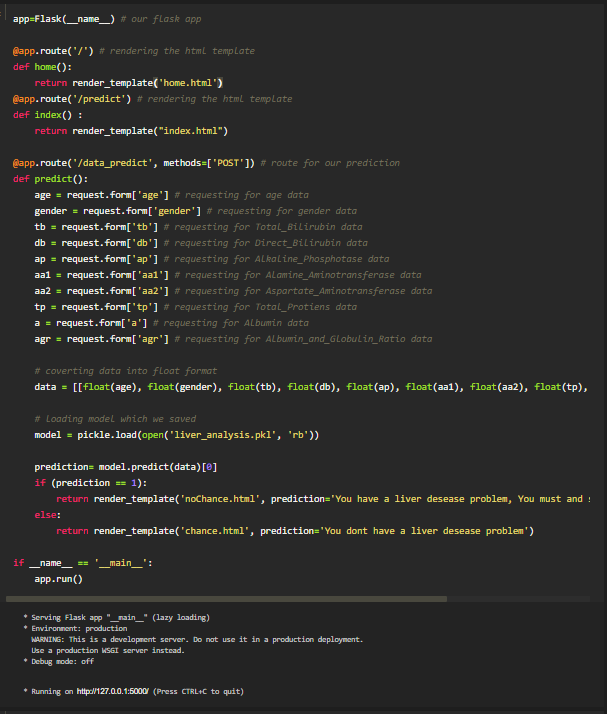 app=Flask(__name__) # our flask app
@app.route('/') # rendering the html template
def home():
return render_template('home.html')
@app.route('/predict') # rendering the html template
def index() :
return render_template("index.html")
@app.route('/data_predict', methods=['POST']) # route for our prediction
def predict():
age = request.form['age'] # requesting for age data
gender = request.form['gender'] # requesting for gender data
tb = request.form['tb'] # requesting for Total_Bilirubin data
db = request.form['db'] # requesting for Direct_Bilirubin data
ap = request.form['ap'] # requesting for Alkaline_Phosphotase data
aa1 = request.form['aa1'] # requesting for Alamine_Aminotransferase data
aa2 = request.form['aa2'] # requesting for Aspartate_Aminotransferase data
tp = request.form['tp'] # requesting for Total_Protiens data
a = request.form['a'] # requesting for Albumin data
agr = request.form['agr'] # requesting for Albumin_and_Globulin_Ratio data
# coverting data into float format
data = [[float(age), float(gender), float(tb), float(db), float(ap), float(aa1), float(aa2), float(tp),
# Loading model which we saved
model = pickle.load(open('liver_analysis.pkl', 'rb'))
prediction= model.predict(data)[0]
if (prediction == 1):
return render_template('noChance.html', prediction='You have a liver desease problem, You must and
else:
return render_template('chance.html', prediction='You dont have a liver desease problem')
if __name__ == '__main__':
app.run()
* Serving Flask app "__main__" (lazy loading)
* Environment: production
WARNING: This is a development server. Do not use it in a production deployment.
Use a production WSGI server instead.
* Debug mode: off
* Running on http://127.0.0.1:5000/ (Press CTRL+C to quit)